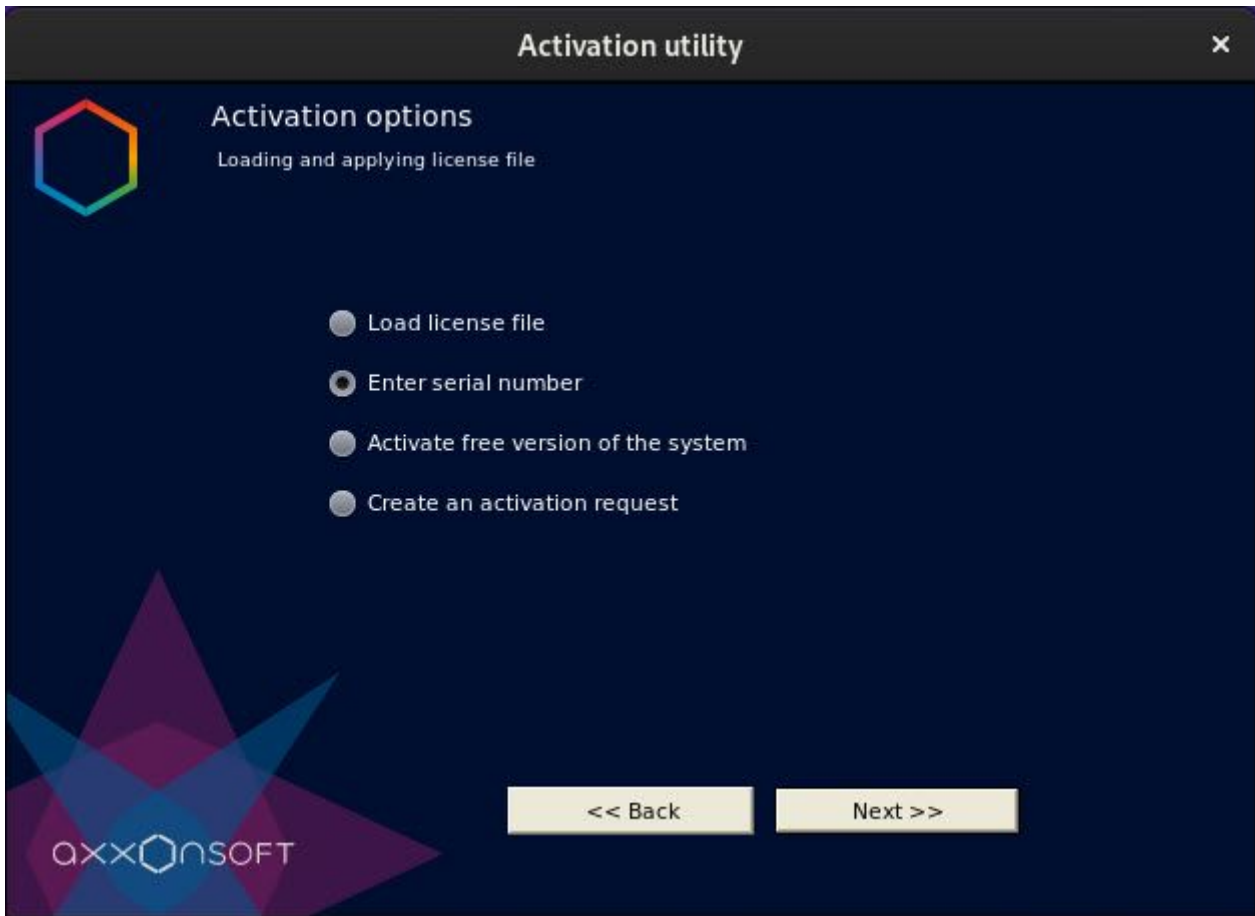 Activation utility
Activation options
Loading and applying license file
Load license file
Enter serial number
Activate free version of the system
Create an activation request
<< Back
Next >>
axxonsoft